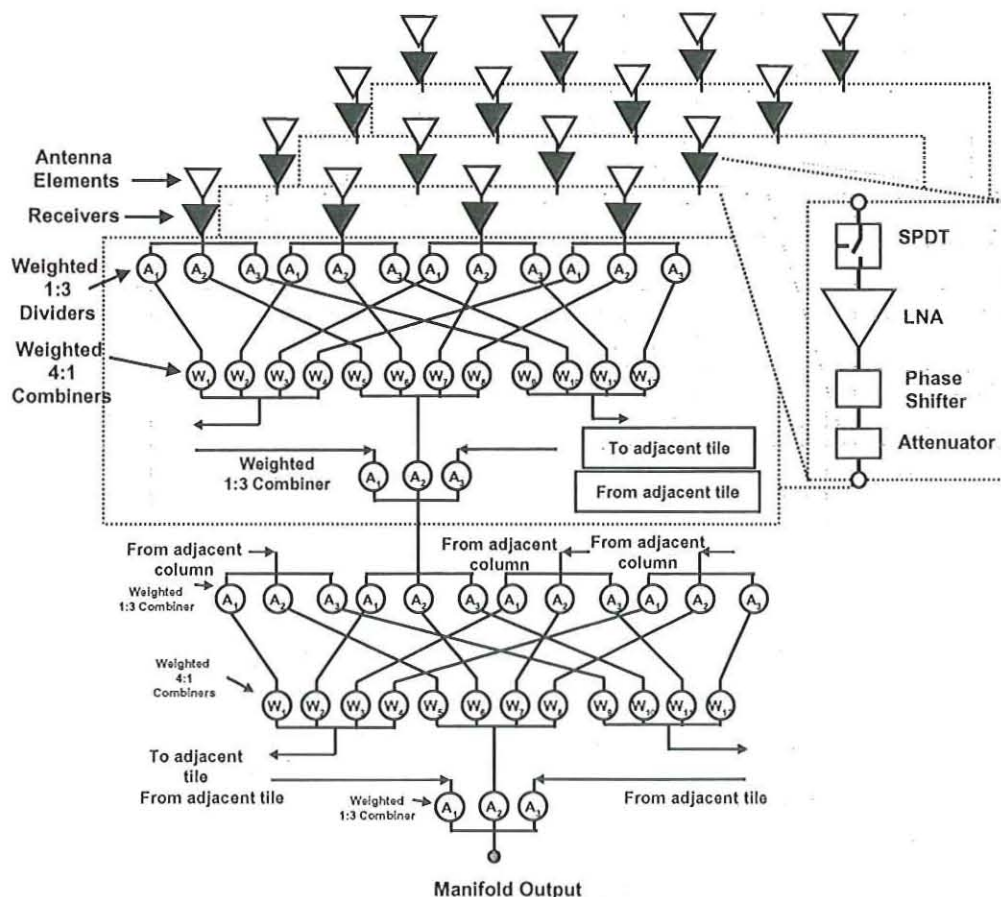 Antenna
Elements
Receivers
SPDT
Weighted
1:3
Dividers
A1 A2 A3 A1 A2 A3 A1 A2 A3 A1 A2 A3
LNA
Weighted
4:1
Combiners
W1 W2 W3 W4 W5 W6 W7 W8 W9 W10 W11 W12
Phase
Shifter
Attenuator
To adjacent tile
Weighted
1:3 Combiner
A1 A2 A3
From adjacent tile
From adjacent
column
From adjacent
column
From adjacent
column
Weighted
1:3 Combiner
A1 A2 A3 A1 A2 A3 A1 A2 A3 A1 A2 A3
Weighted
4:1
Combiners
W1 W2 W3 W4 W5 W6 W7 W8 W9 W10 W11 W12
To adjacent
tile
From adjacent tile
From adjacent tile
Weighted
1:3 Combiner
A1 A2 A3
Manifold Output